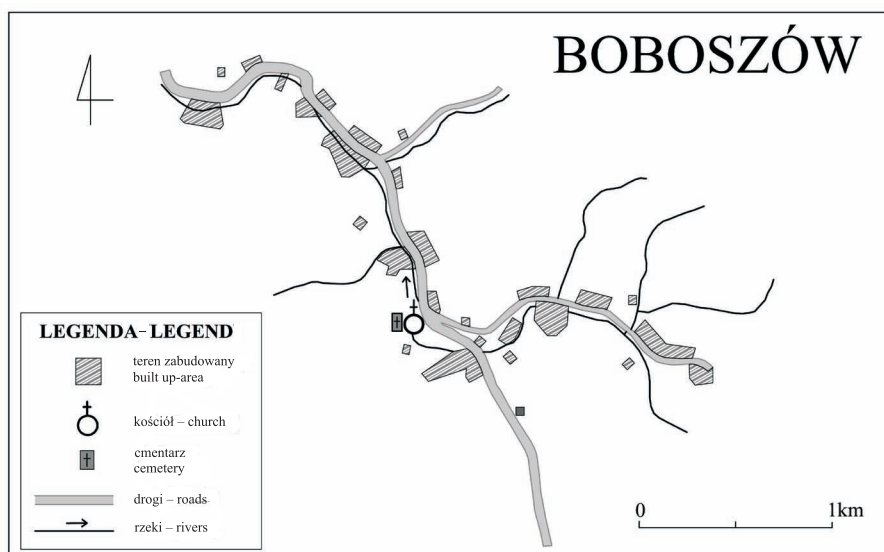 BOBOSZÓW
LEGENDA-LEGEND
teren zabudowany
built up-area
kościół – church
cmentarz
cemetery
drogi – roads
rzeki – rivers
0 1km